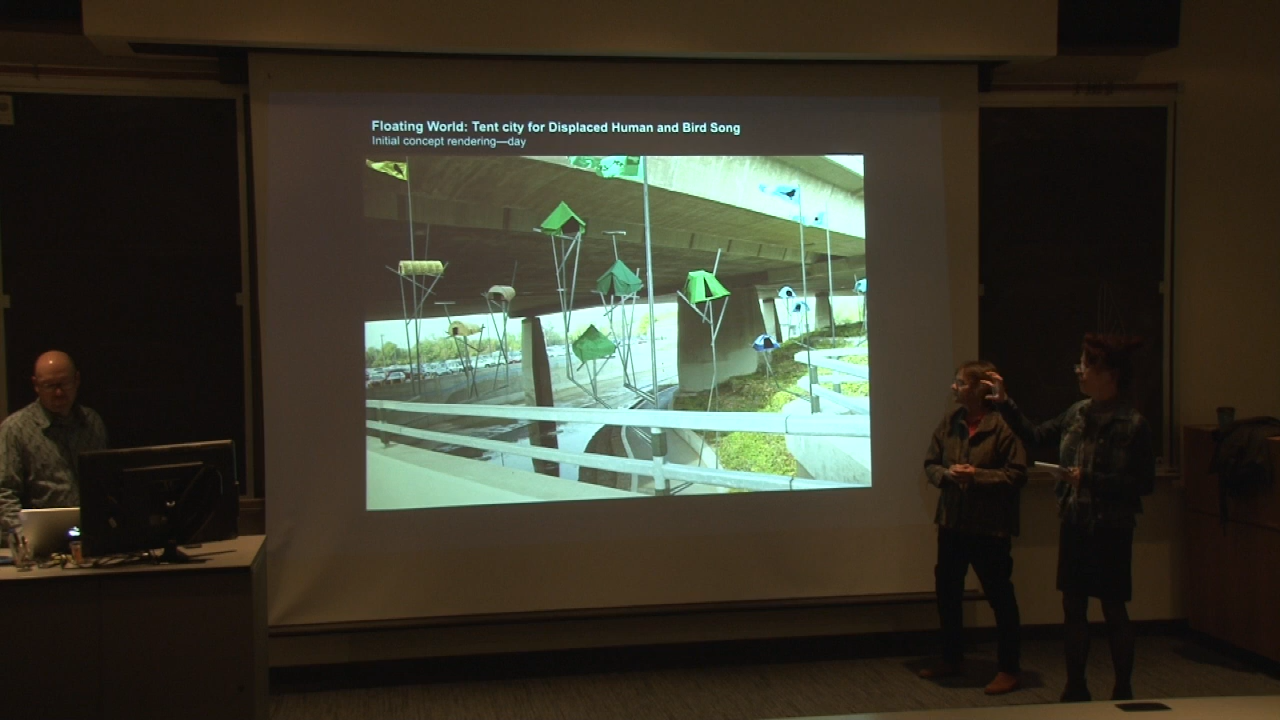 Floating World: Tent city for Displaced Human and Bird Song
Initial concept rendering—day